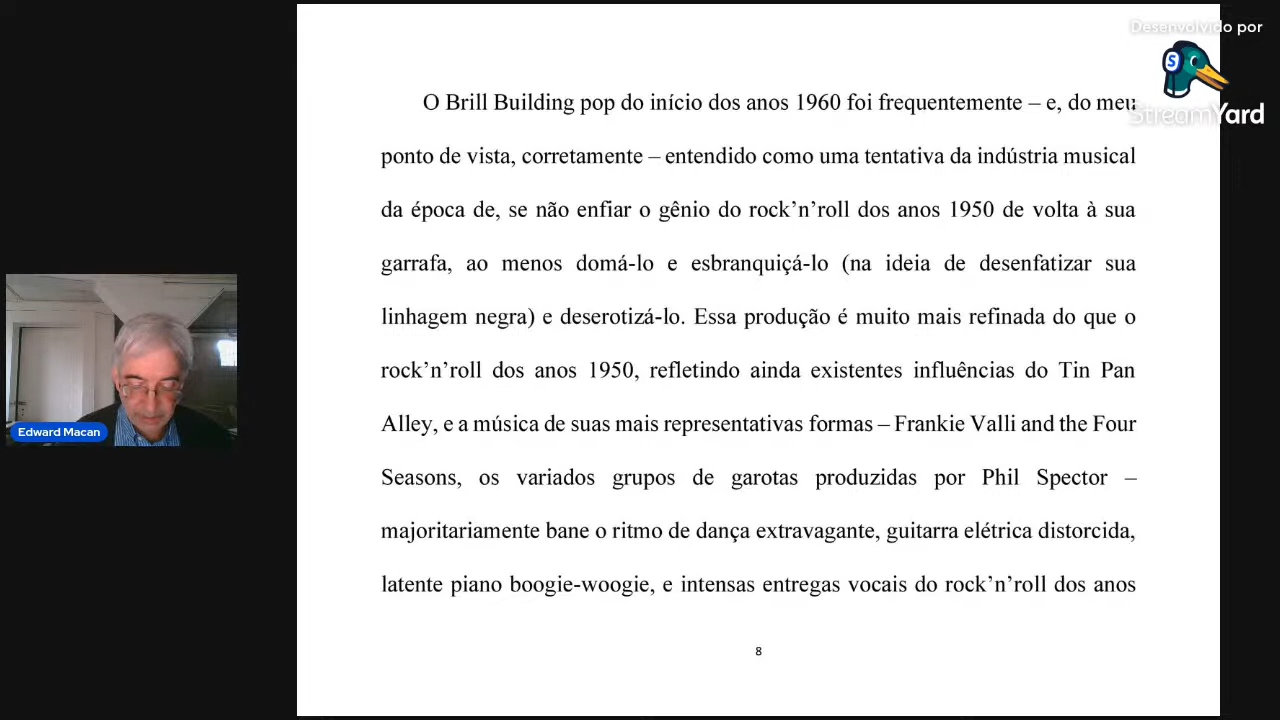 Desenvolvido por
StreamYard
O Brill Building pop do início dos anos 1960 foi frequentemente – e, do meu
ponto de vista, corretamente – entendido como uma tentativa da indústria musical
da época de, se não enfiar o gênio do rock’n’roll dos anos 1950 de volta à sua
garrafa, ao menos domá-lo e esbranquiçá-lo (na ideia de desenfatizar sua
linhagem negra) e deserotizá-lo. Essa produção é muito mais refinada do que o
rock’n’roll dos anos 1950, refletindo ainda existentes influências do Tin Pan
Alley, e a música de suas mais representativas formas – Frankie Valli and the Four
Seasons, os variados grupos de garotas produzidas por Phil Spector –
majoritariamente bane o ritmo de dança extravagante, guitarra elétrica distorcida,
latente piano boogie-woogie, e intensas entregas vocais do rock’n’roll dos anos
8
Edward Macan